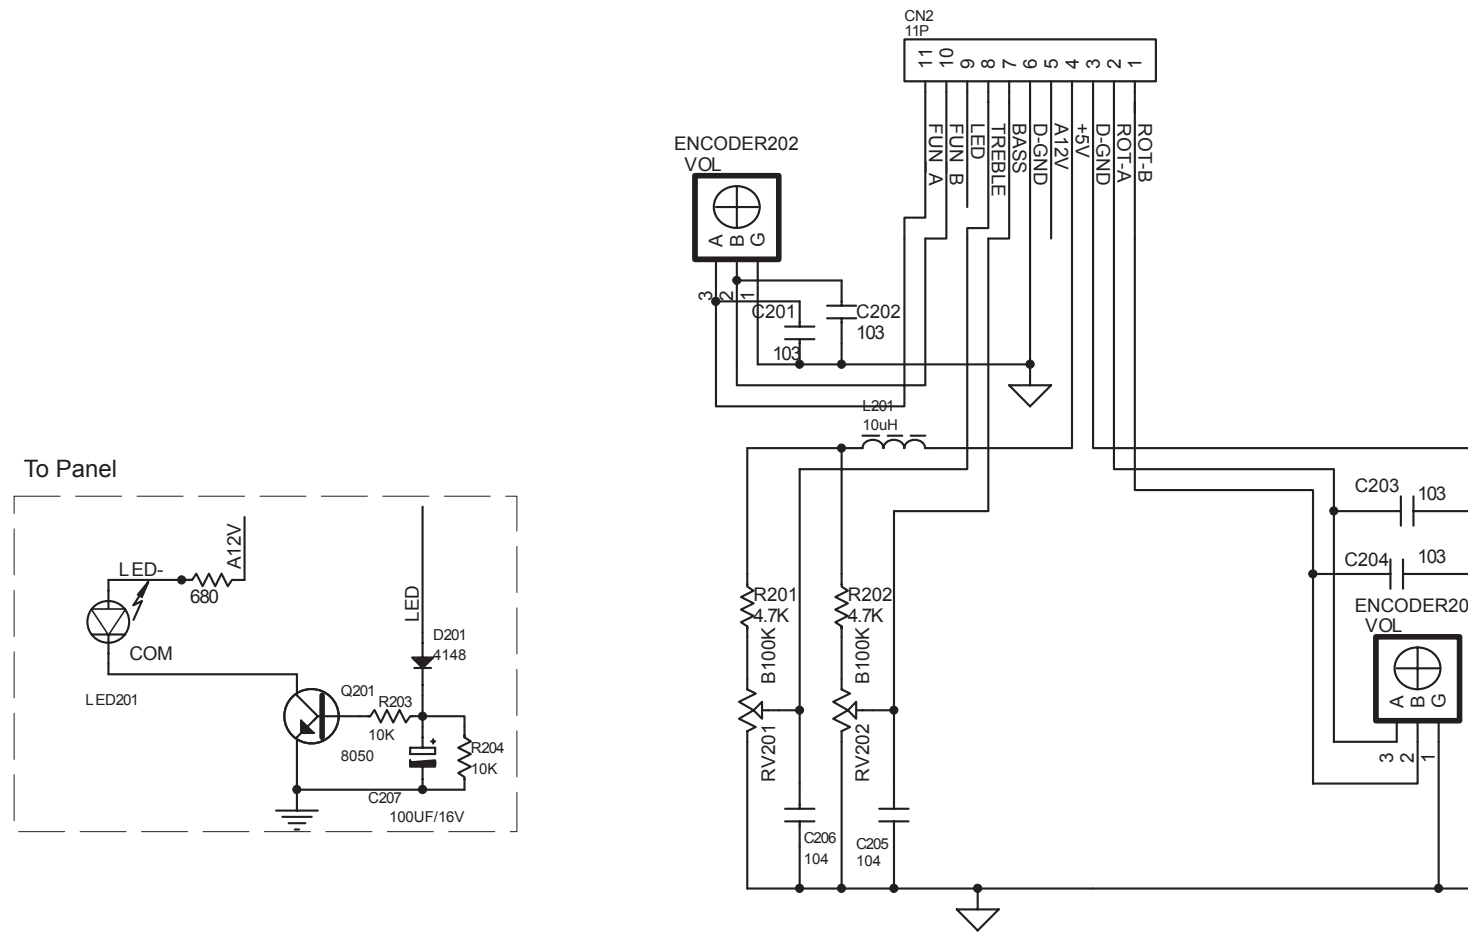 CN2
11P
11 10 9 8 7 6 5 4 3 2 1
FUN A
FUN B
LED
TREBLE
BASS
D-GND
A12V
+5V
D-GND
ROT-A
ROT-B
ENCODER202
VOL
A B G
3 2 1
C201
103
C202
103
L201
10uH
To Panel
A12V
LED-
680
COM
LED201
LED
D201
4148
Q201
R203
10K
8050
+
R204
10K
C207
100UF/16V
R201
4.7K
B100K
RV201
R202
4.7K
B100K
RV202
C206
104
C205
104
C203
103
C204
103
ENCODER20
VOL
A B G
3 2 1